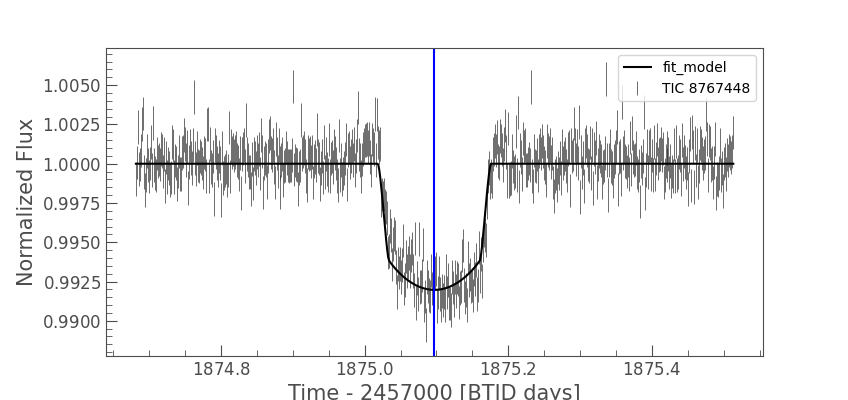 fit_model
TIC 8767448
1.0050
1.0025
1.0000
0.9975
0.9950
0.9925
0.9900
Normalized Flux
1874.8 1875.0 1875.2 1875.4
Time - 2457000 [BTJD days]